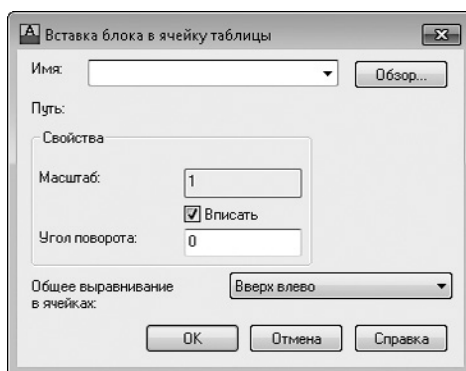 Вставка блока в ячейку таблицы
Имя:
Обзор...
Путь:
Свойства
Масштаб:
1
Вписать
Угол поворота:
0
Общее выравнивание
в ячейках:
Вверх влево
OK
Отмена
Справка